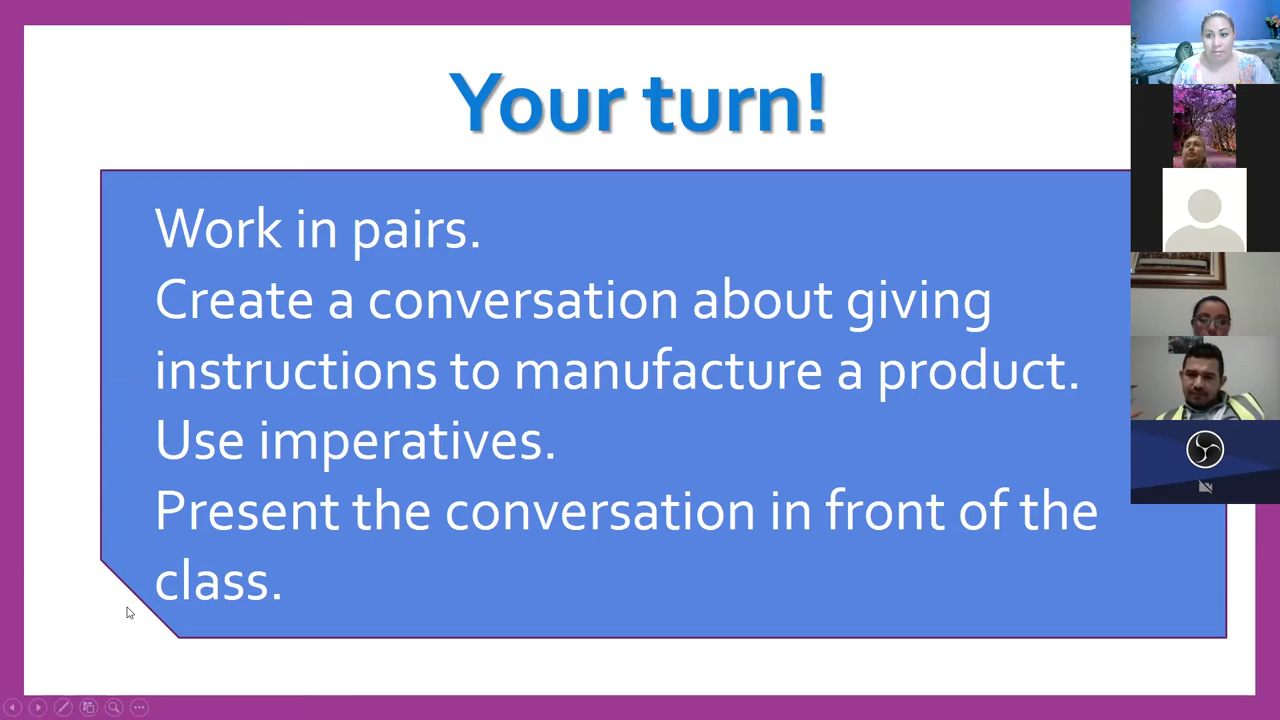 Your turn!
Work in pairs.
Create a conversation about giving
instructions to manufacture a product.
Use imperatives.
Present the conversation in front of the
class.